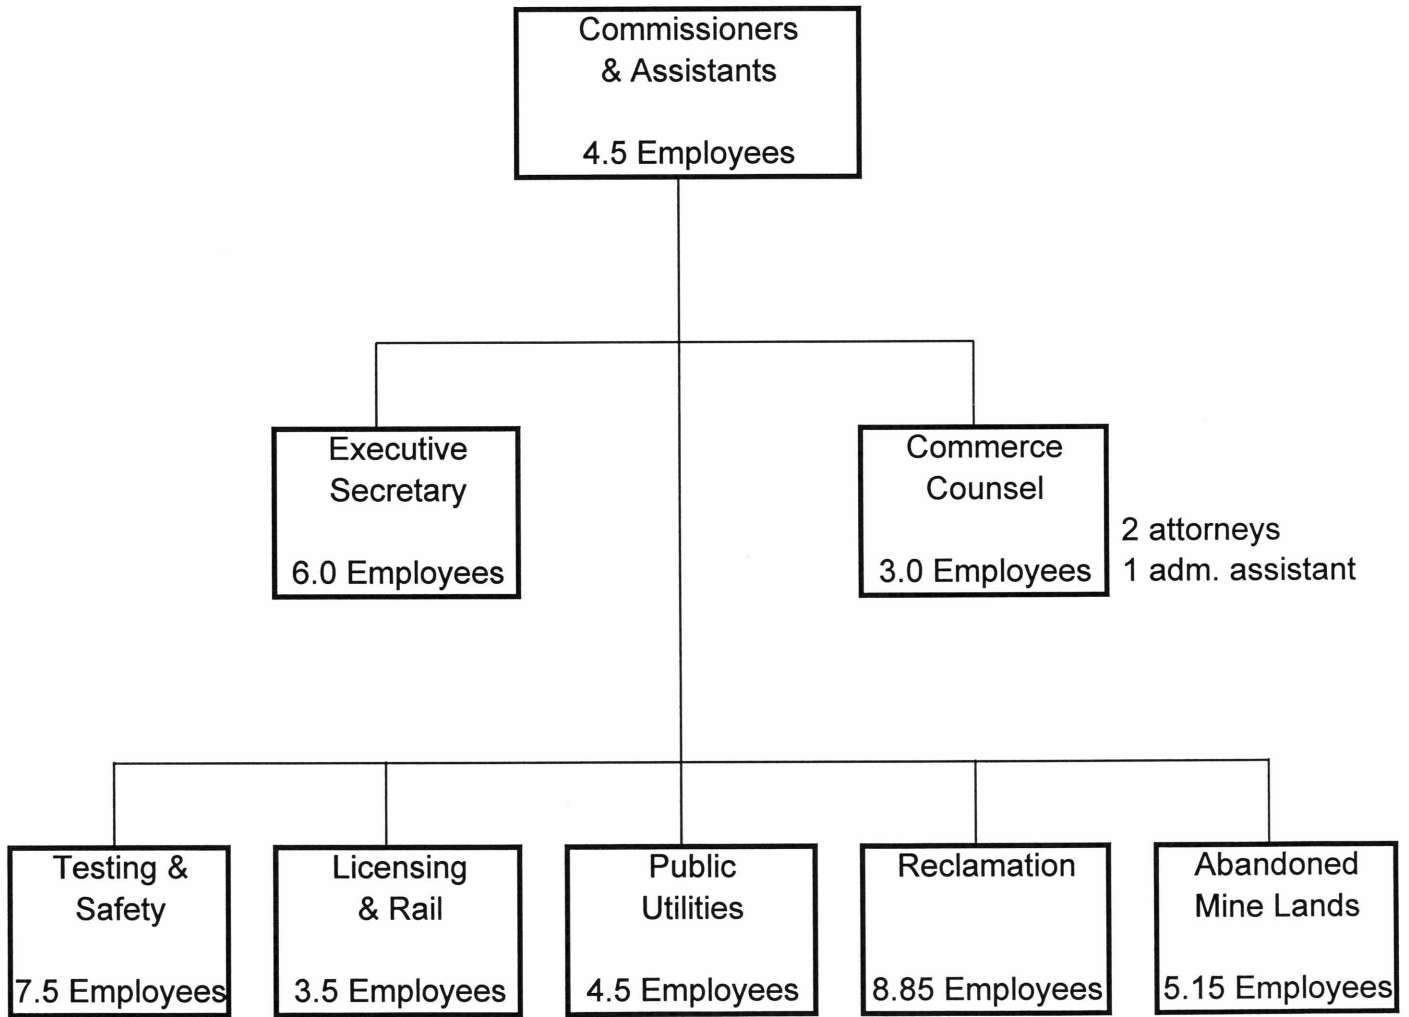 Commissioners
& Assistants
4.5 Employees
Executive
Secretary
6.0 Employees
Commerce
Counsel
3.0 Employees
2 attorneys
1 adm. assistant
Testing &
Safety
7.5 Employees
Licensing
& Rail
3.5 Employees
Public
Utilities
4.5 Employees
Reclamation
8.85 Employees
Abandoned
Mine Lands
5.15 Employees